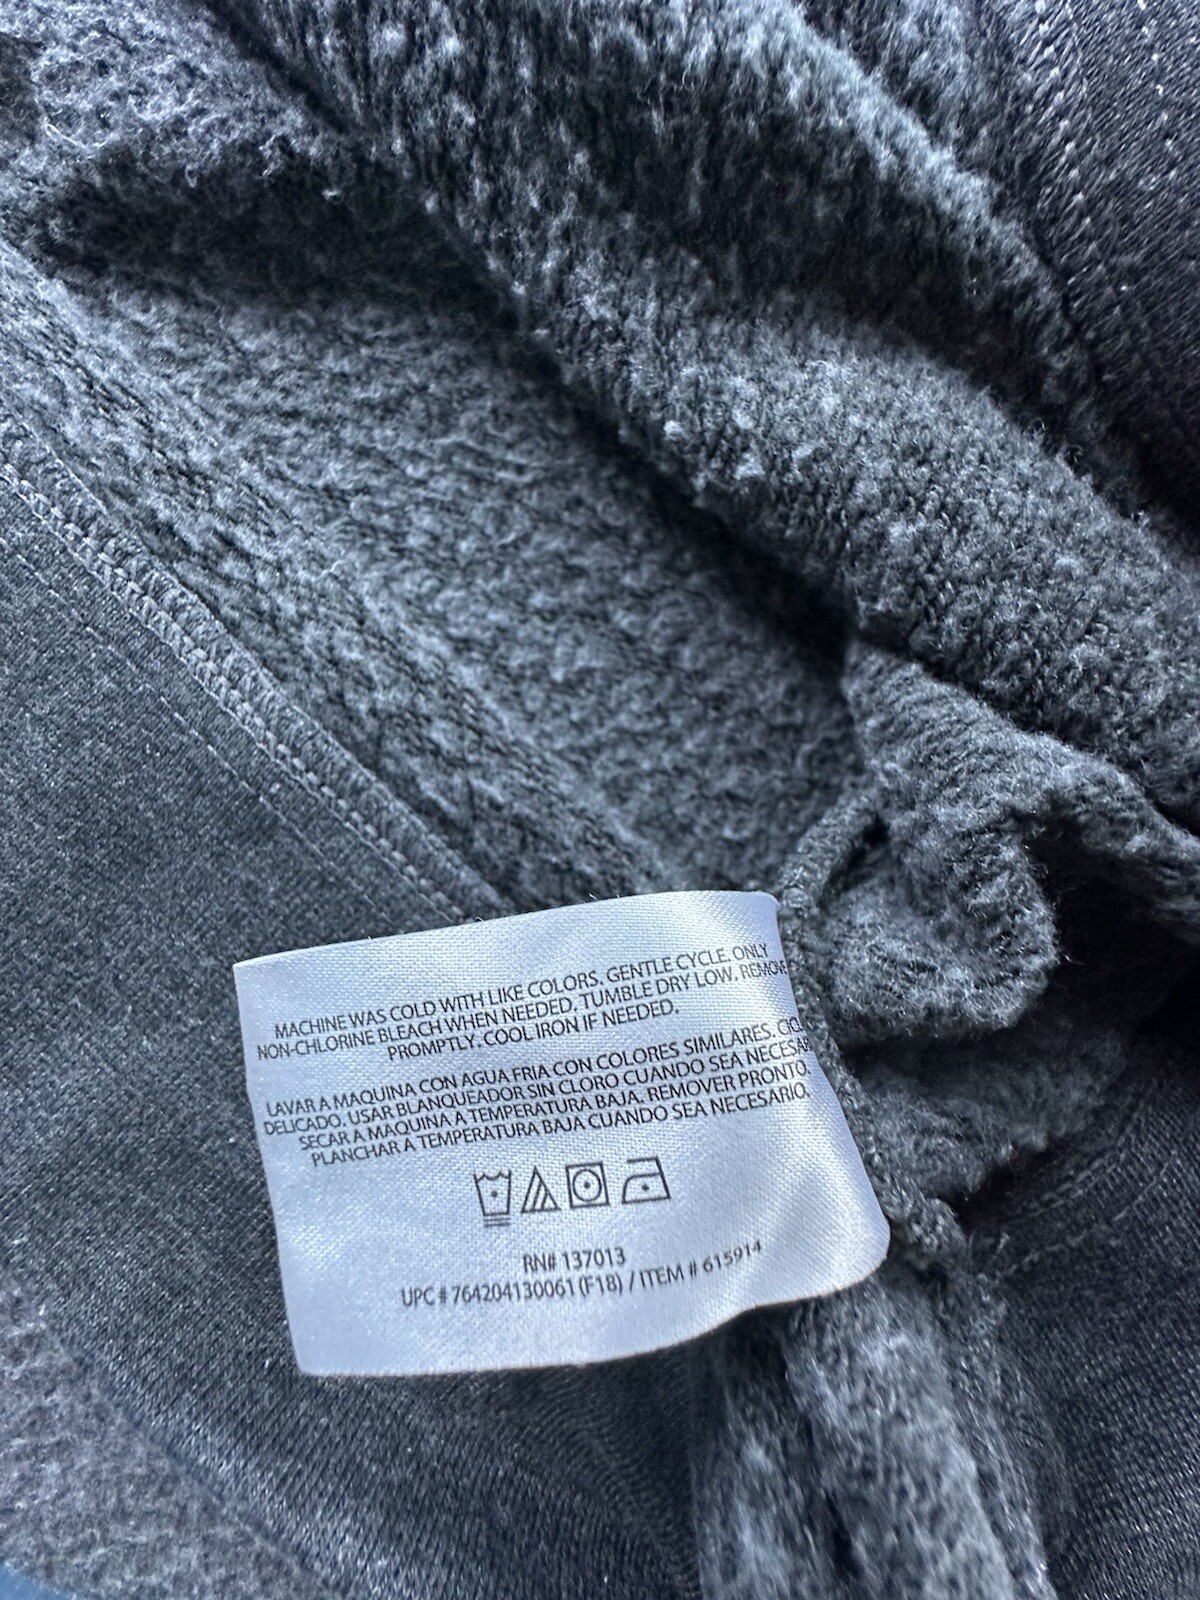 MACHINE WAS COLD WITH LIKE COLORS. GENTLE CYCLE. ONLY
NON-CHLORINE BLEACH WHEN NEEDED. TUMBLE DRY LOW. REMOVE
PROMPTLY. COOL IRON IF NEEDED.
LAVAR A MAQUINA CON AGUA FRIA CON COLORES SIMILARES.
DELICADO. USAR BLANQUEADOR SIN CLORO CUANDO SEA
SECAR A MAQUINA A TEMPERATURA BAJA. REMOVER PRONTO.
PLANCHAR A TEMPERATURA BAJA CUANDO SEA NECESARIO.
RN# 137013
UPC # 764204130061 (F18) / ITEM # 615914